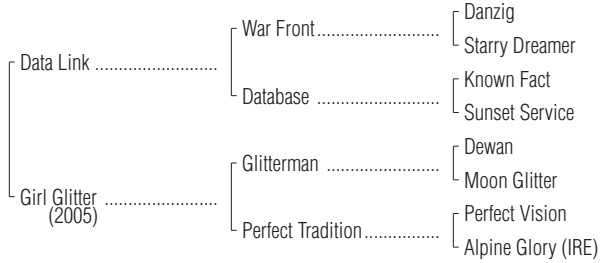 Danzig
War Front..................
Starry Dreamer
Data Link ..........................
Known Fact
Database ..........................
Sunset Service
Dewan
Glitterman ........................
Moon Glitter
Girl Glitter ........................
(2005)
Perfect Vision
Perfect Tradition................
Alpine Glory (IRE)